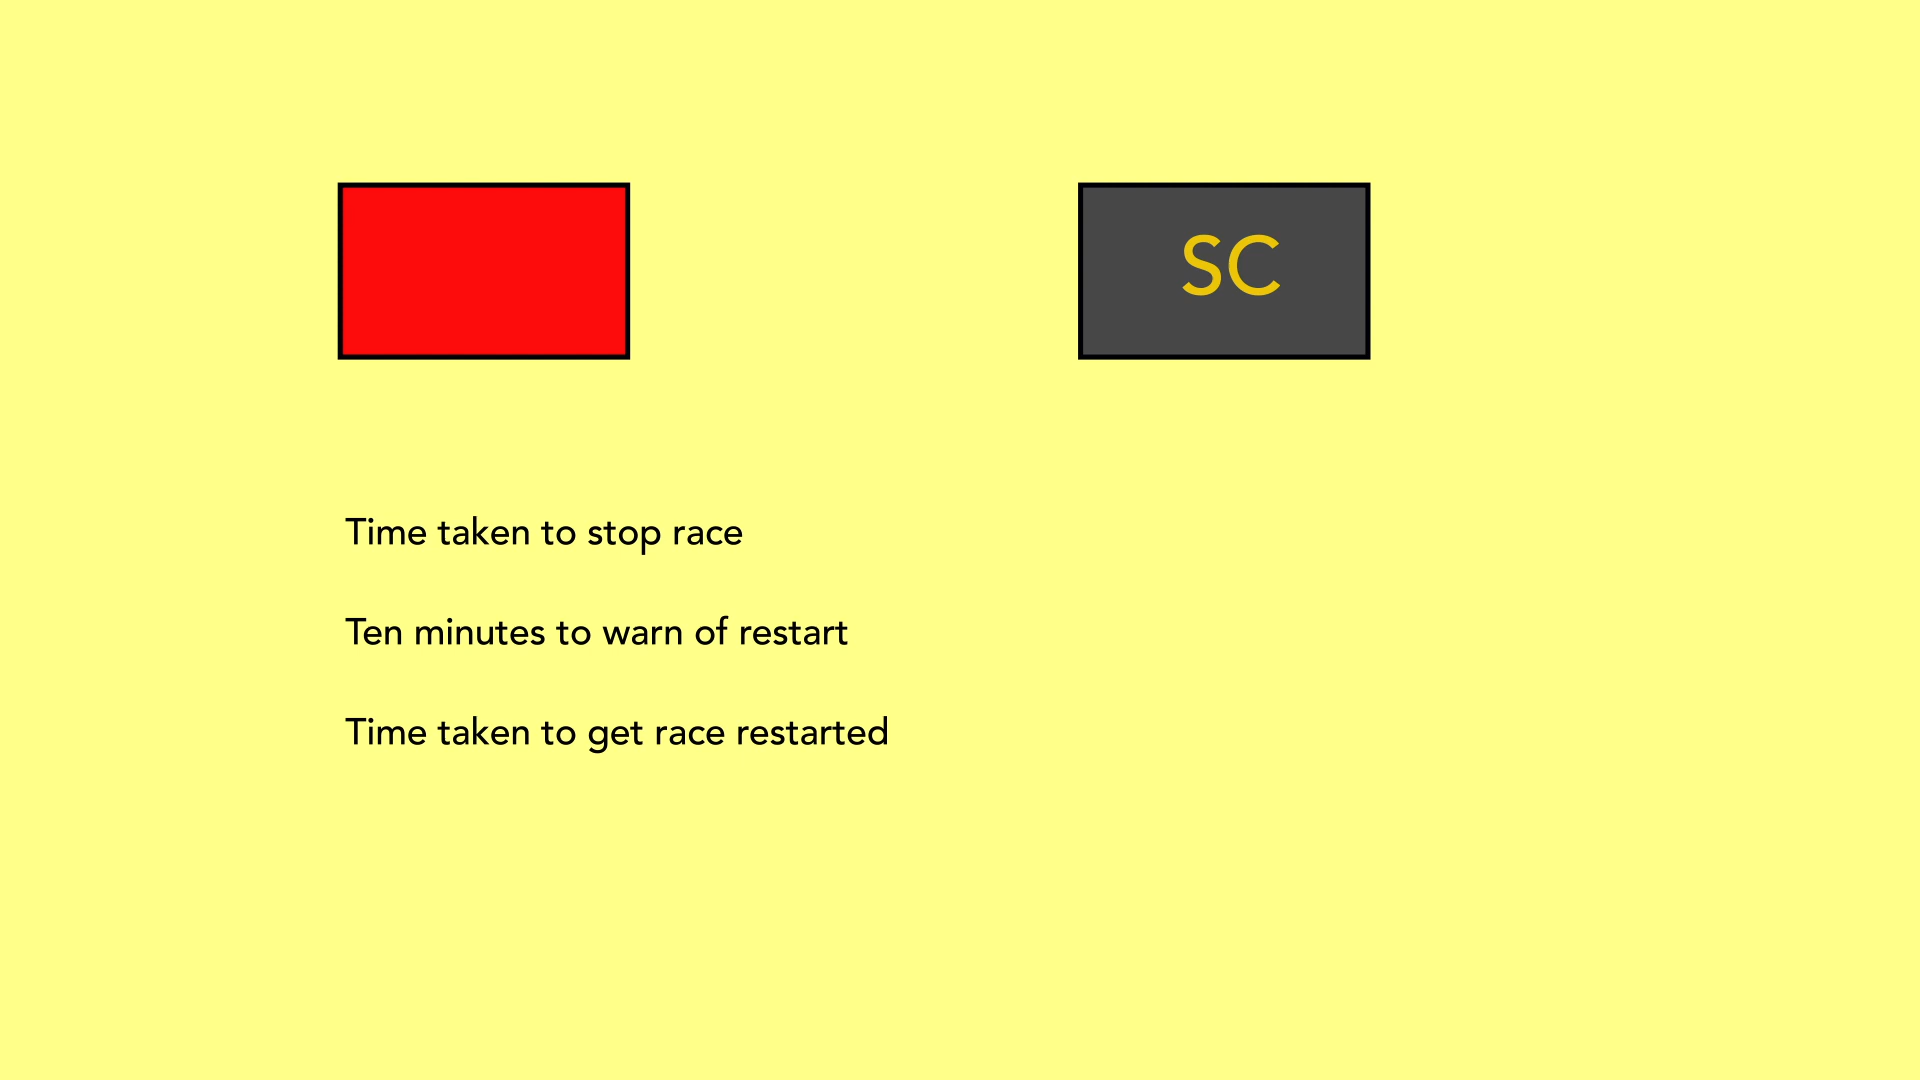 SC
Time taken to stop race
Ten minutes to warn of restart
Time taken to get race restarted